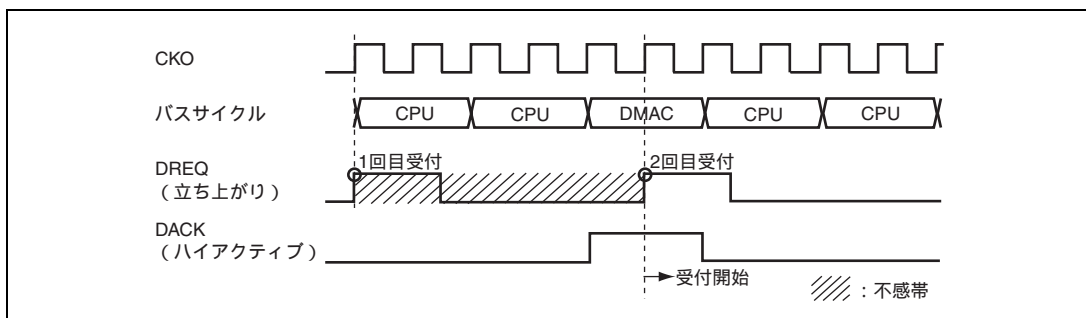 CKO
バスサイクル CPU CPU DMAC CPU CPU
DREQ
（立ち上がり）
1回目受付 2回目受付
DACK
（ハイアクティブ）
受付開始
：不感帯